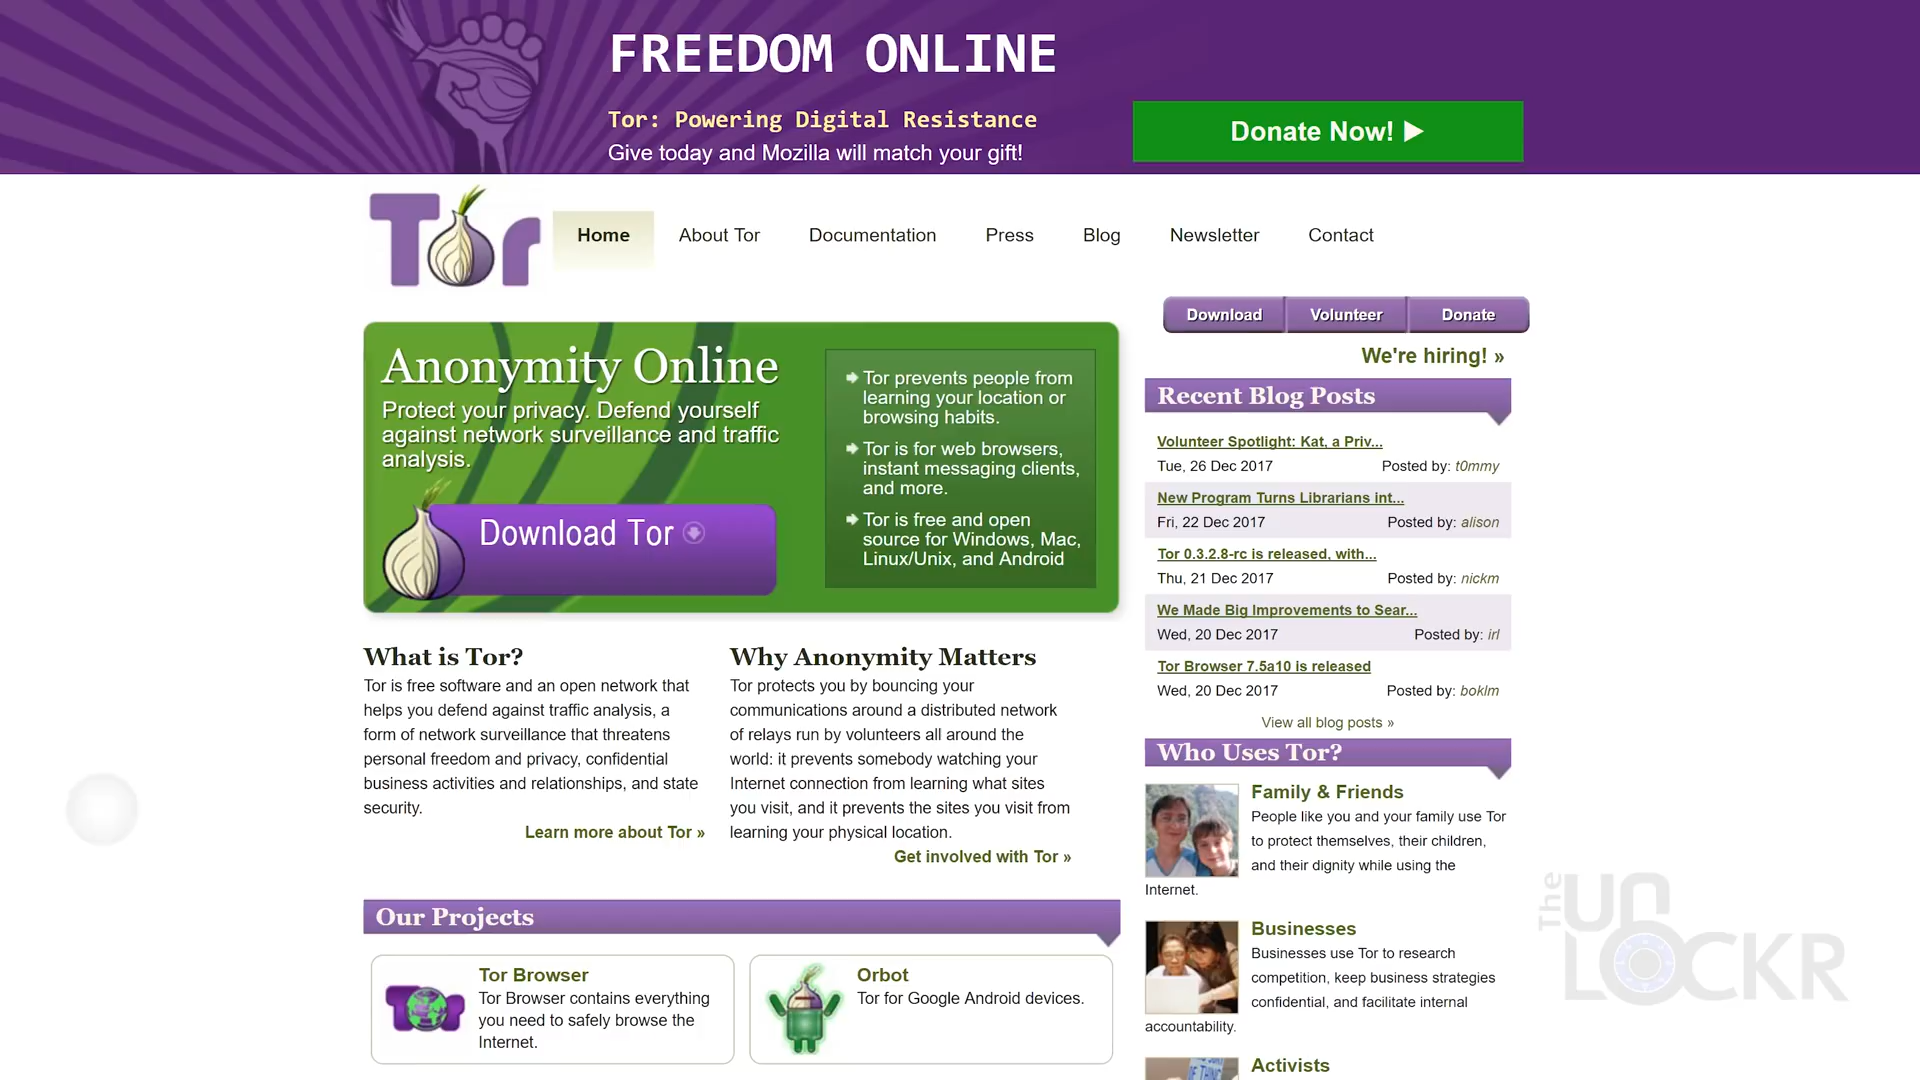 FREEDOM ONLINE
Tor: Powering Digital Resistance
Give today and Mozilla will match your gift!
Donate Now!
Tor
Home
About Tor
Documentation
Press
Blog
Newsletter
Contact
Download
Volunteer
Donate
We're hiring! »
Anonymity Online
Protect your privacy. Defend yourself
against network surveillance and traffic
analysis.
Download Tor
Tor prevents people from
learning your location or
browsing habits.
Tor is for web browsers,
instant messaging clients,
and more.
Tor is free and open
source for Windows, Mac,
Linux/Unix, and Android
What is Tor?
Tor is free software and an open network that
helps you defend against traffic analysis, a
form of network surveillance that threatens
personal freedom and privacy, confidential
business activities and relationships, and state
security.
Learn more about Tor »
Why Anonymity Matters
Tor protects you by bouncing your
communications around a distributed network
of relays run by volunteers all around the
world: it prevents somebody watching your
Internet connection from learning what sites
you visit, and it prevents the sites you visit from
learning your physical location.
Get involved with Tor »
Our Projects
Tor
Tor Browser
Tor Browser contains everything
you need to safely browse the
Internet.
Orbot
Tor for Google Android devices.
Recent Blog Posts
Volunteer Spotlight: Kat, a Priv...
Tue, 26 Dec 2017 Posted by: t0mmy
New Program Turns Librarians int...
Fri, 22 Dec 2017 Posted by: alison
Tor 0.3.2.8-rc is released, with...
Thu, 21 Dec 2017 Posted by: nickm
We Made Big Improvements to Sear...
Wed, 20 Dec 2017 Posted by: irl
Tor Browser 7.5a10 is released
Wed, 20 Dec 2017 Posted by: boklm
View all blog posts »
Who Uses Tor?
Family & Friends
People like you and your family use Tor
to protect themselves, their children,
and their dignity while using the
Internet.
Businesses
Businesses use Tor to research
competition, keep business strategies
confidential, and facilitate internal
accountability.
Activists
The
UN
LOCKR